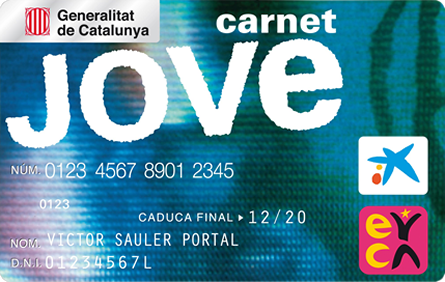 Generalitat
de Catalunya
carnet
JOVE
NÚM. 0123 4567 8901 2345
0123
CADUCA FINAL ▸ 12/20
NOM. VICTOR SAULER PORTAL
D.N.I. 01234567L
eyca